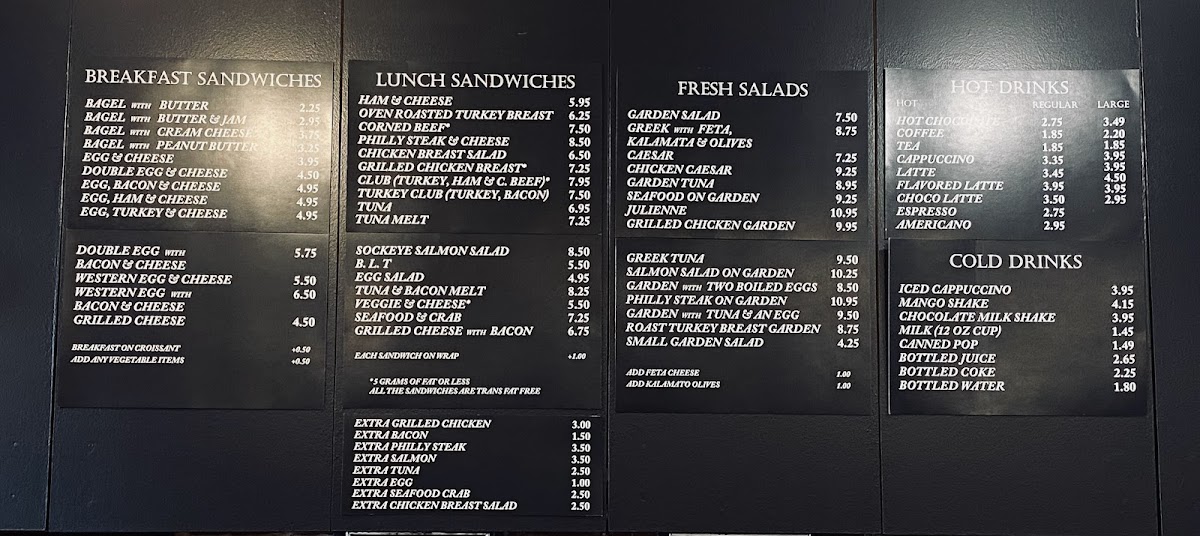 BREAKFAST SANDWICHES
BAGEL WITH BUTTER 2.25
BAGEL WITH BUTTER & JAM 2.95
BAGEL WITH CREAM CHEESE 3.75
BAGEL WITH PEANUT BUTTER 3.25
EGG & CHEESE 3.95
DOUBLE EGG & CHEESE 4.50
EGG, BACON & CHEESE 4.95
EGG, HAM & CHEESE 4.95
EGG, TURKEY & CHEESE 4.95
DOUBLE EGG WITH 5.75
BACON & CHEESE
WESTERN EGG & CHEESE 5.50
WESTERN EGG WITH 6.50
BACON & CHEESE
GRILLED CHEESE 4.50
BREAKFAST ON CROISSANT +0.50
ADD ANY VEGETABLE ITEMS +0.50
LUNCH SANDWICHES
HAM & CHEESE 5.95
OVEN ROASTED TURKEY BREAST 6.25
CORNED BEEF* 7.50
PHILLY STEAK & CHEESE 8.50
CHICKEN BREAST SALAD 6.50
GRILLED CHICKEN BREAST* 7.25
CLUB (TURKEY, HAM & C. BEEF)* 7.95
TURKEY CLUB (TURKEY, BACON) 7.50
TUNA 6.95
TUNA MELT 7.25
SOCKEYE SALMON SALAD 8.50
B. L. T 5.50
EGG SALAD 4.95
TUNA & BACON MELT 8.25
VEGGIE & CHEESE* 5.50
SEAFOOD & CRAB 7.25
GRILLED CHEESE WITH BACON 6.75
EACH SANDWICH ON WRAP +1.00
*5 GRAMS OF FAT OR LESS
ALL THE SANDWICHES ARE TRANS FAT FREE
EXTRA GRILLED CHICKEN 3.00
EXTRA BACON 1.50
EXTRA PHILLY STEAK 3.50
EXTRA SALMON 3.50
EXTRA TUNA 2.50
EXTRA EGG 1.00
EXTRA SEAFOOD CRAB 2.50
EXTRA CHICKEN BREAST SALAD 2.50
FRESH SALADS
GARDEN SALAD 7.50
GREEK WITH FETA, 8.75
KALAMATA & OLIVES
CAESAR 7.25
CHICKEN CAESAR 9.25
GARDEN TUNA 8.95
SEAFOOD ON GARDEN 9.25
JULIENNE 10.95
GRILLED CHICKEN GARDEN 9.95
GREEK TUNA 9.50
SALMON SALAD ON GARDEN 10.25
GARDEN WITH TWO BOILED EGGS 8.50
PHILLY STEAK ON GARDEN 10.95
GARDEN WITH TUNA & AN EGG 9.50
ROAST TURKEY BREAST GARDEN 8.75
SMALL GARDEN SALAD 4.25
ADD FETA CHEESE 1.00
ADD KALAMATO OLIVES 1.00
HOT DRINKS
HOT REGULAR LARGE
HOT CHOCOLATE 2.75 3.49
COFFEE 1.85 2.20
TEA 1.85 1.85
CAPPUCCINO 3.35 3.95
LATTE 3.45 3.95
FLAVORED LATTE 3.95 4.50
CHOCO LATTE 3.50 3.95
ESPRESSO 2.75 2.95
AMERICANO 2.95
COLD DRINKS
ICED CAPPUCCINO 3.95
MANGO SHAKE 4.15
CHOCOLATE MILK SHAKE 3.95
MILK (12 OZ CUP) 1.45
CANNED POP 1.49
BOTTLED JUICE 2.65
BOTTLED COKE 2.25
BOTTLED WATER 1.80